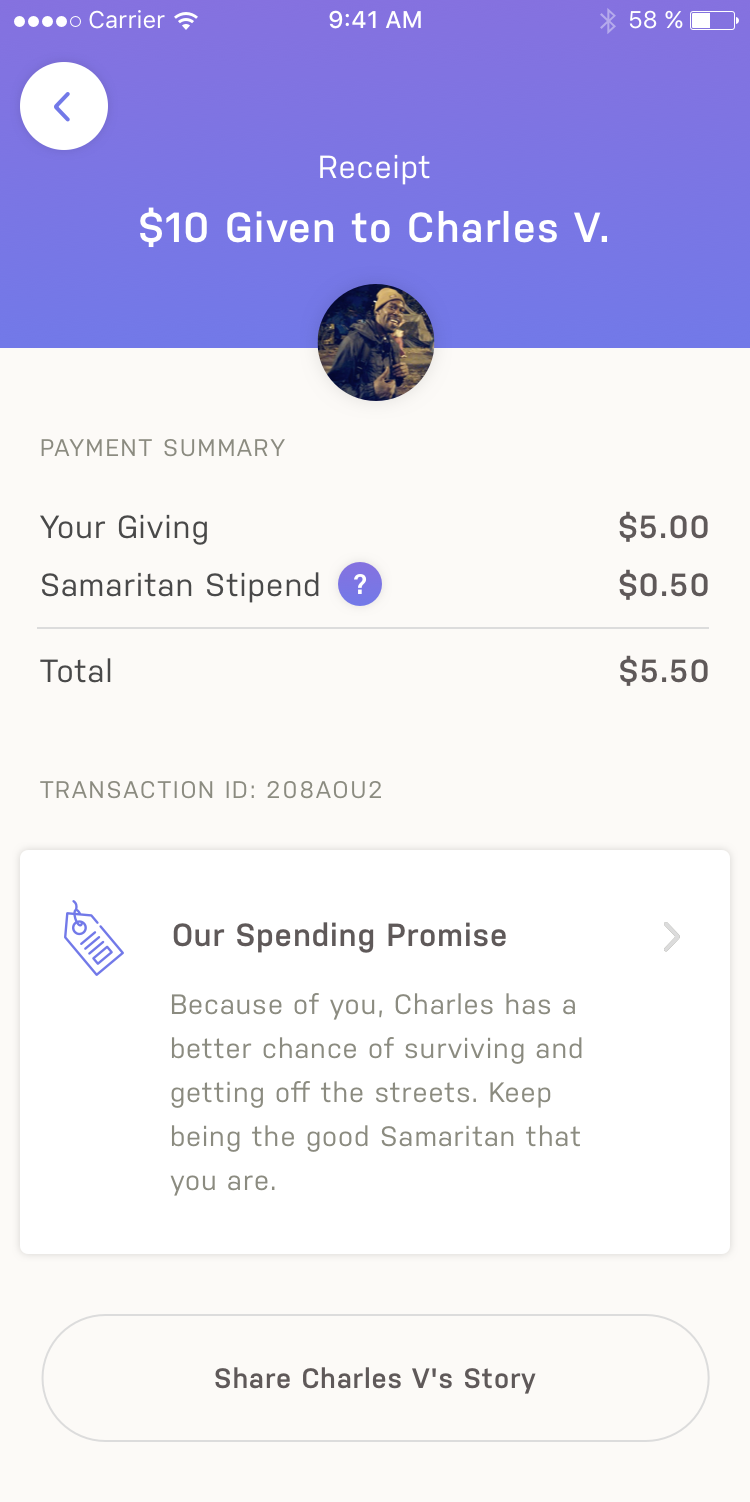 Carrier 9:41 AM 58 %
Receipt
$10 Given to Charles V.
PAYMENT SUMMARY
Your Giving $5.00
Samaritan Stipend ? $0.50
Total $5.50
TRANSACTION ID: 208AOU2
Our Spending Promise
Because of you, Charles has a
better chance of surviving and
getting off the streets. Keep
being the good Samaritan that
you are.
Share Charles V's Story